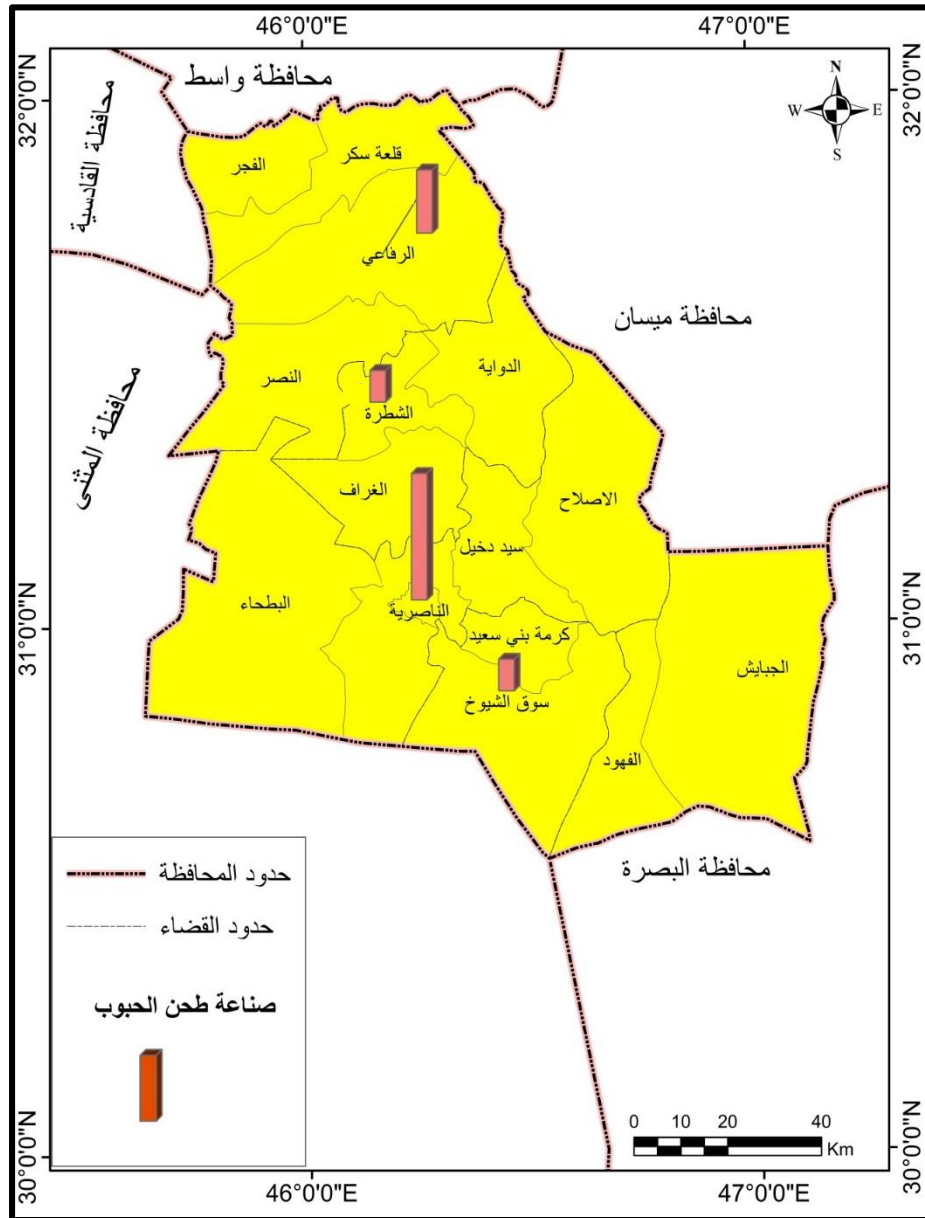 46°0'0"E
47°0'0"E
32°0'0"N
32°0'0"N
محافظة واسط
N
W
E
S
محافظة القادسية
قلعة سكر
الفجر
الرفاعي
محافظة ميسان
الدواية
النصر
الشطرة
محافظة المثنى
الغراف
الاصلاح
سيد دخيل
البطحاء
الناصرية
31°0'0"N
31°0'0"N
كرمة بني سعيد
الجبايش
سوق الشيوخ
الفهود
محافظة البصرة
حدود المحافظة
حدود القضاء
صناعة طحن الحبوب
0 10 20 40
Km
30°0'0"N
30°0'0"N
46°0'0"E
47°0'0"E